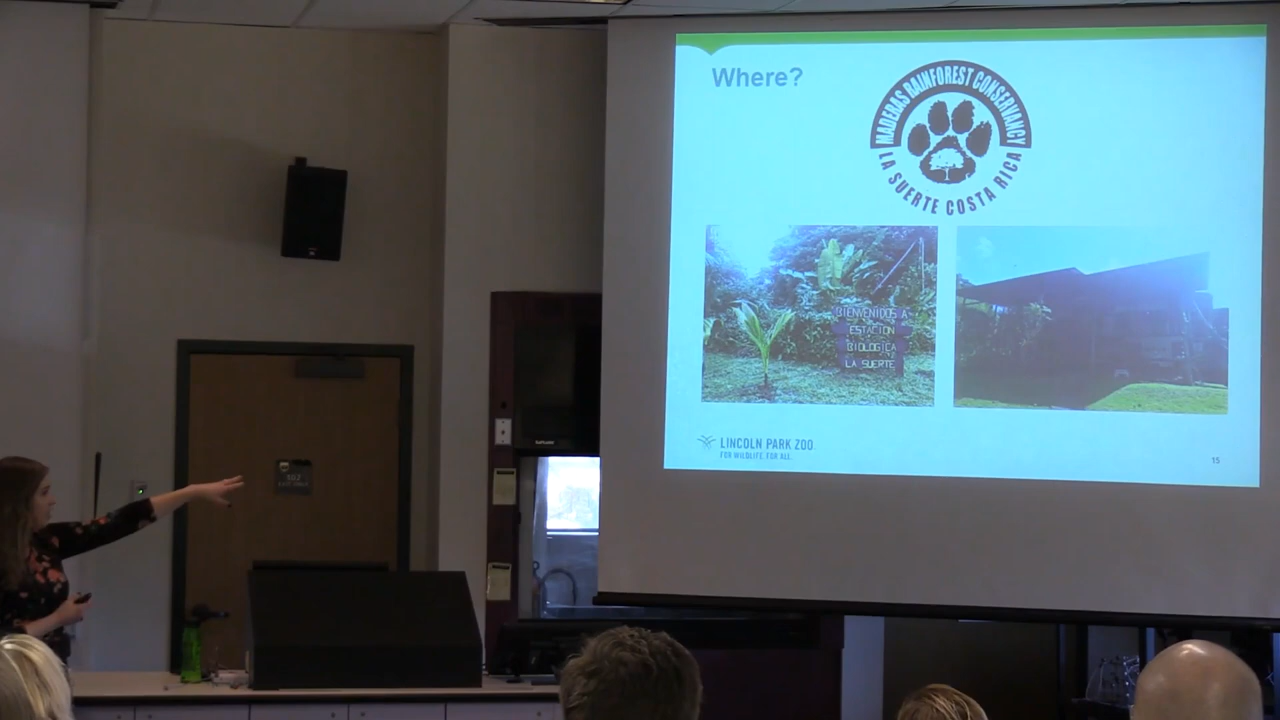 Where?
MADERAS RAINFOREST CONSERVANCY
LA SUERTE COSTA RICA
BIENVENIDOS A
ESTACION
BIOLOGICA
LA SUERTE
LINCOLN PARK ZOO
FOR WILDLIFE. FOR ALL.
15
102